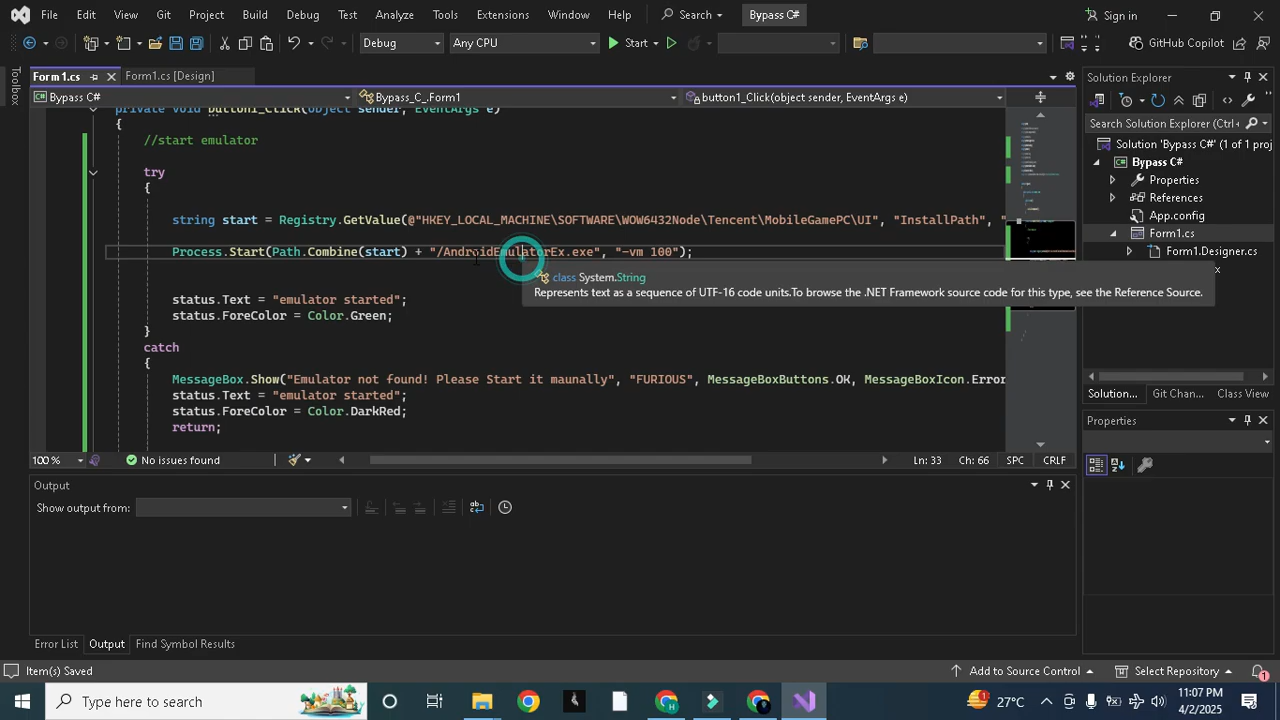 File Edit View Git Project Build Debug Test Analyze Tools Extensions Window Help Search Bypass C# Sign in
Debug Any CPU Start GitHub Copilot
Toolbox
Form1.cs Form1.cs [Design]
Bypass C# Bypass_C_.Form1 button1_Click(object sender, EventArgs e)
private void button1_Click(object sender, EventArgs e)
{
//start emulator
try
{
string start = Registry.GetValue(@"HKEY_LOCAL_MACHINE\SOFTWARE\WOW6432Node\Tencent\MobileGamePC\UI", "InstallPath", "
Process.Start(Path.Combine(start) + "/AndroidEmulatorEx.exe", "-vm 100");
class System.String
Represents text as a sequence of UTF-16 code units.To browse the .NET Framework source code for this type, see the Reference Source.
status.Text = "emulator started";
status.ForeColor = Color.Green;
}
catch
{
MessageBox.Show("Emulator not found! Please Start it maunally", "FURIOUS", MessageBoxButtons.OK, MessageBoxIcon.Error
status.Text = "emulator started";
status.ForeColor = Color.DarkRed;
return;
100% No issues found Ln: 33 Ch: 66 SPC CRLF
Output
Show output from:
Error List Output Find Symbol Results
Solution Explorer
Search Solution Explorer (Ctrl+
Solution 'Bypass C#' (1 of 1 proj
Bypass C#
Properties
References
App.config
Form1.cs
Form1.Designer.cs
Solution... Git Chan... Class View
Properties
Item(s) Saved Add to Source Control Select Repository
Type here to search 27°C 11:07 PM
4/2/2025